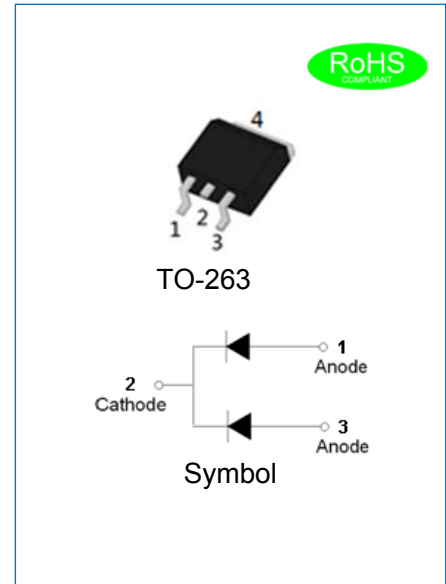 RoHS
COMPLIANT
4
1
2
3
TO-263
1
Anode
2
Cathode
3
Anode
Symbol